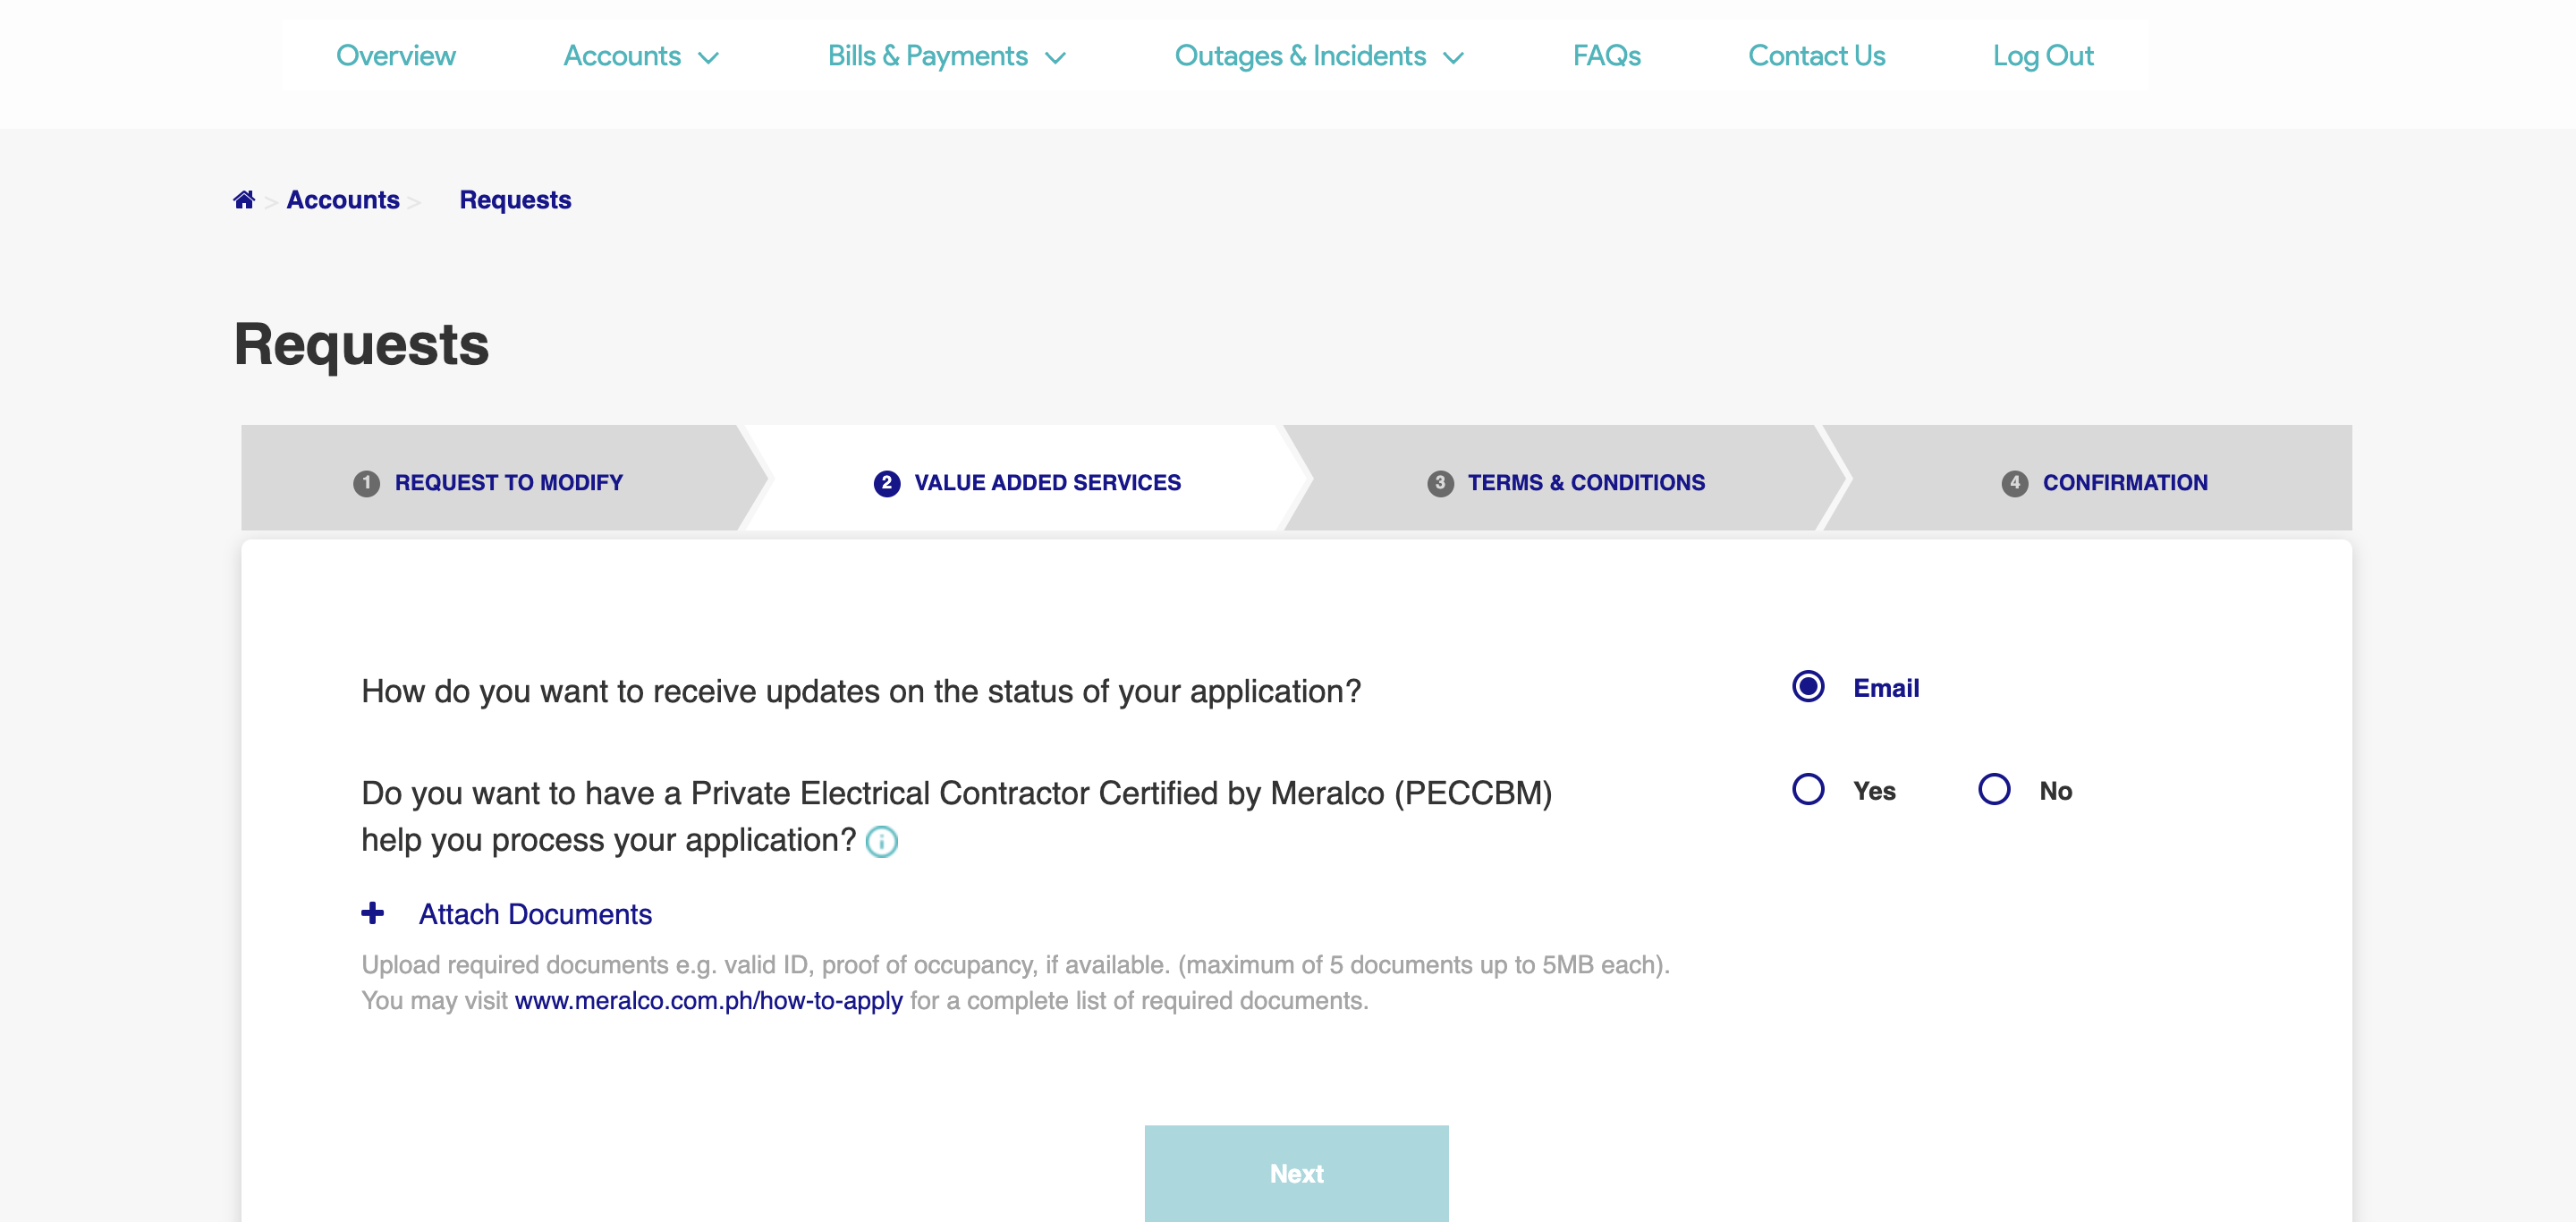 Overview Accounts Bills & Payments Outages & Incidents FAQs Contact Us Log Out
> Accounts > Requests
Requests
1 REQUEST TO MODIFY 2 VALUE ADDED SERVICES 3 TERMS & CONDITIONS 4 CONFIRMATION
How do you want to receive updates on the status of your application? Email
Do you want to have a Private Electrical Contractor Certified by Meralco (PECCBM) Yes No
help you process your application? i
+ Attach Documents
Upload required documents e.g. valid ID, proof of occupancy, if available. (maximum of 5 documents up to 5MB each).
You may visit www.meralco.com.ph/how-to-apply for a complete list of required documents.
Next